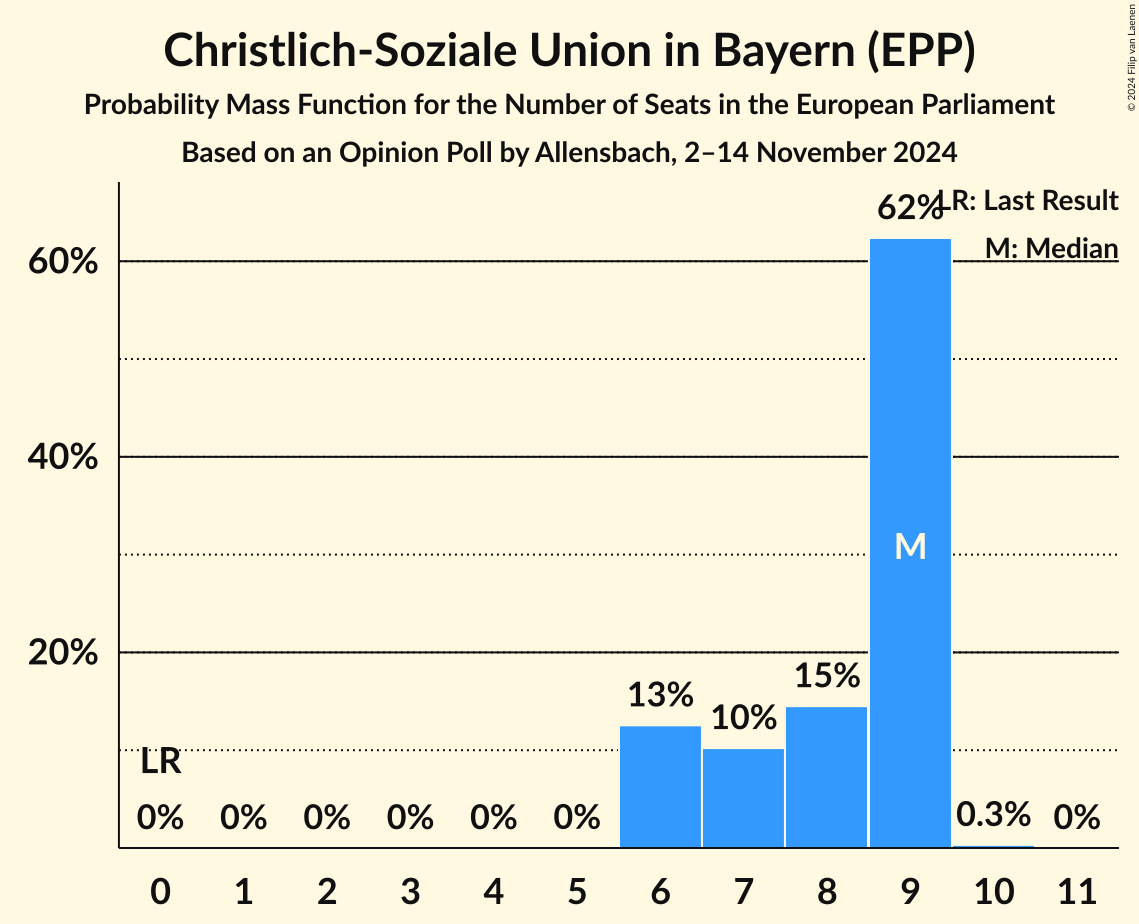 Christlich-Soziale Union in Bayern (EPP)
Probability Mass Function for the Number of Seats in the European Parliament
Based on an Opinion Poll by Allensbach, 2–14 November 2024
© 2024 Filip van Laenen
LR: Last Result
M: Median
62%
60%
40%
M
20%
15%
13%
10%
LR
0% 0% 0% 0% 0% 0% 0.3% 0%
0 1 2 3 4 5 6 7 8 9 10 11